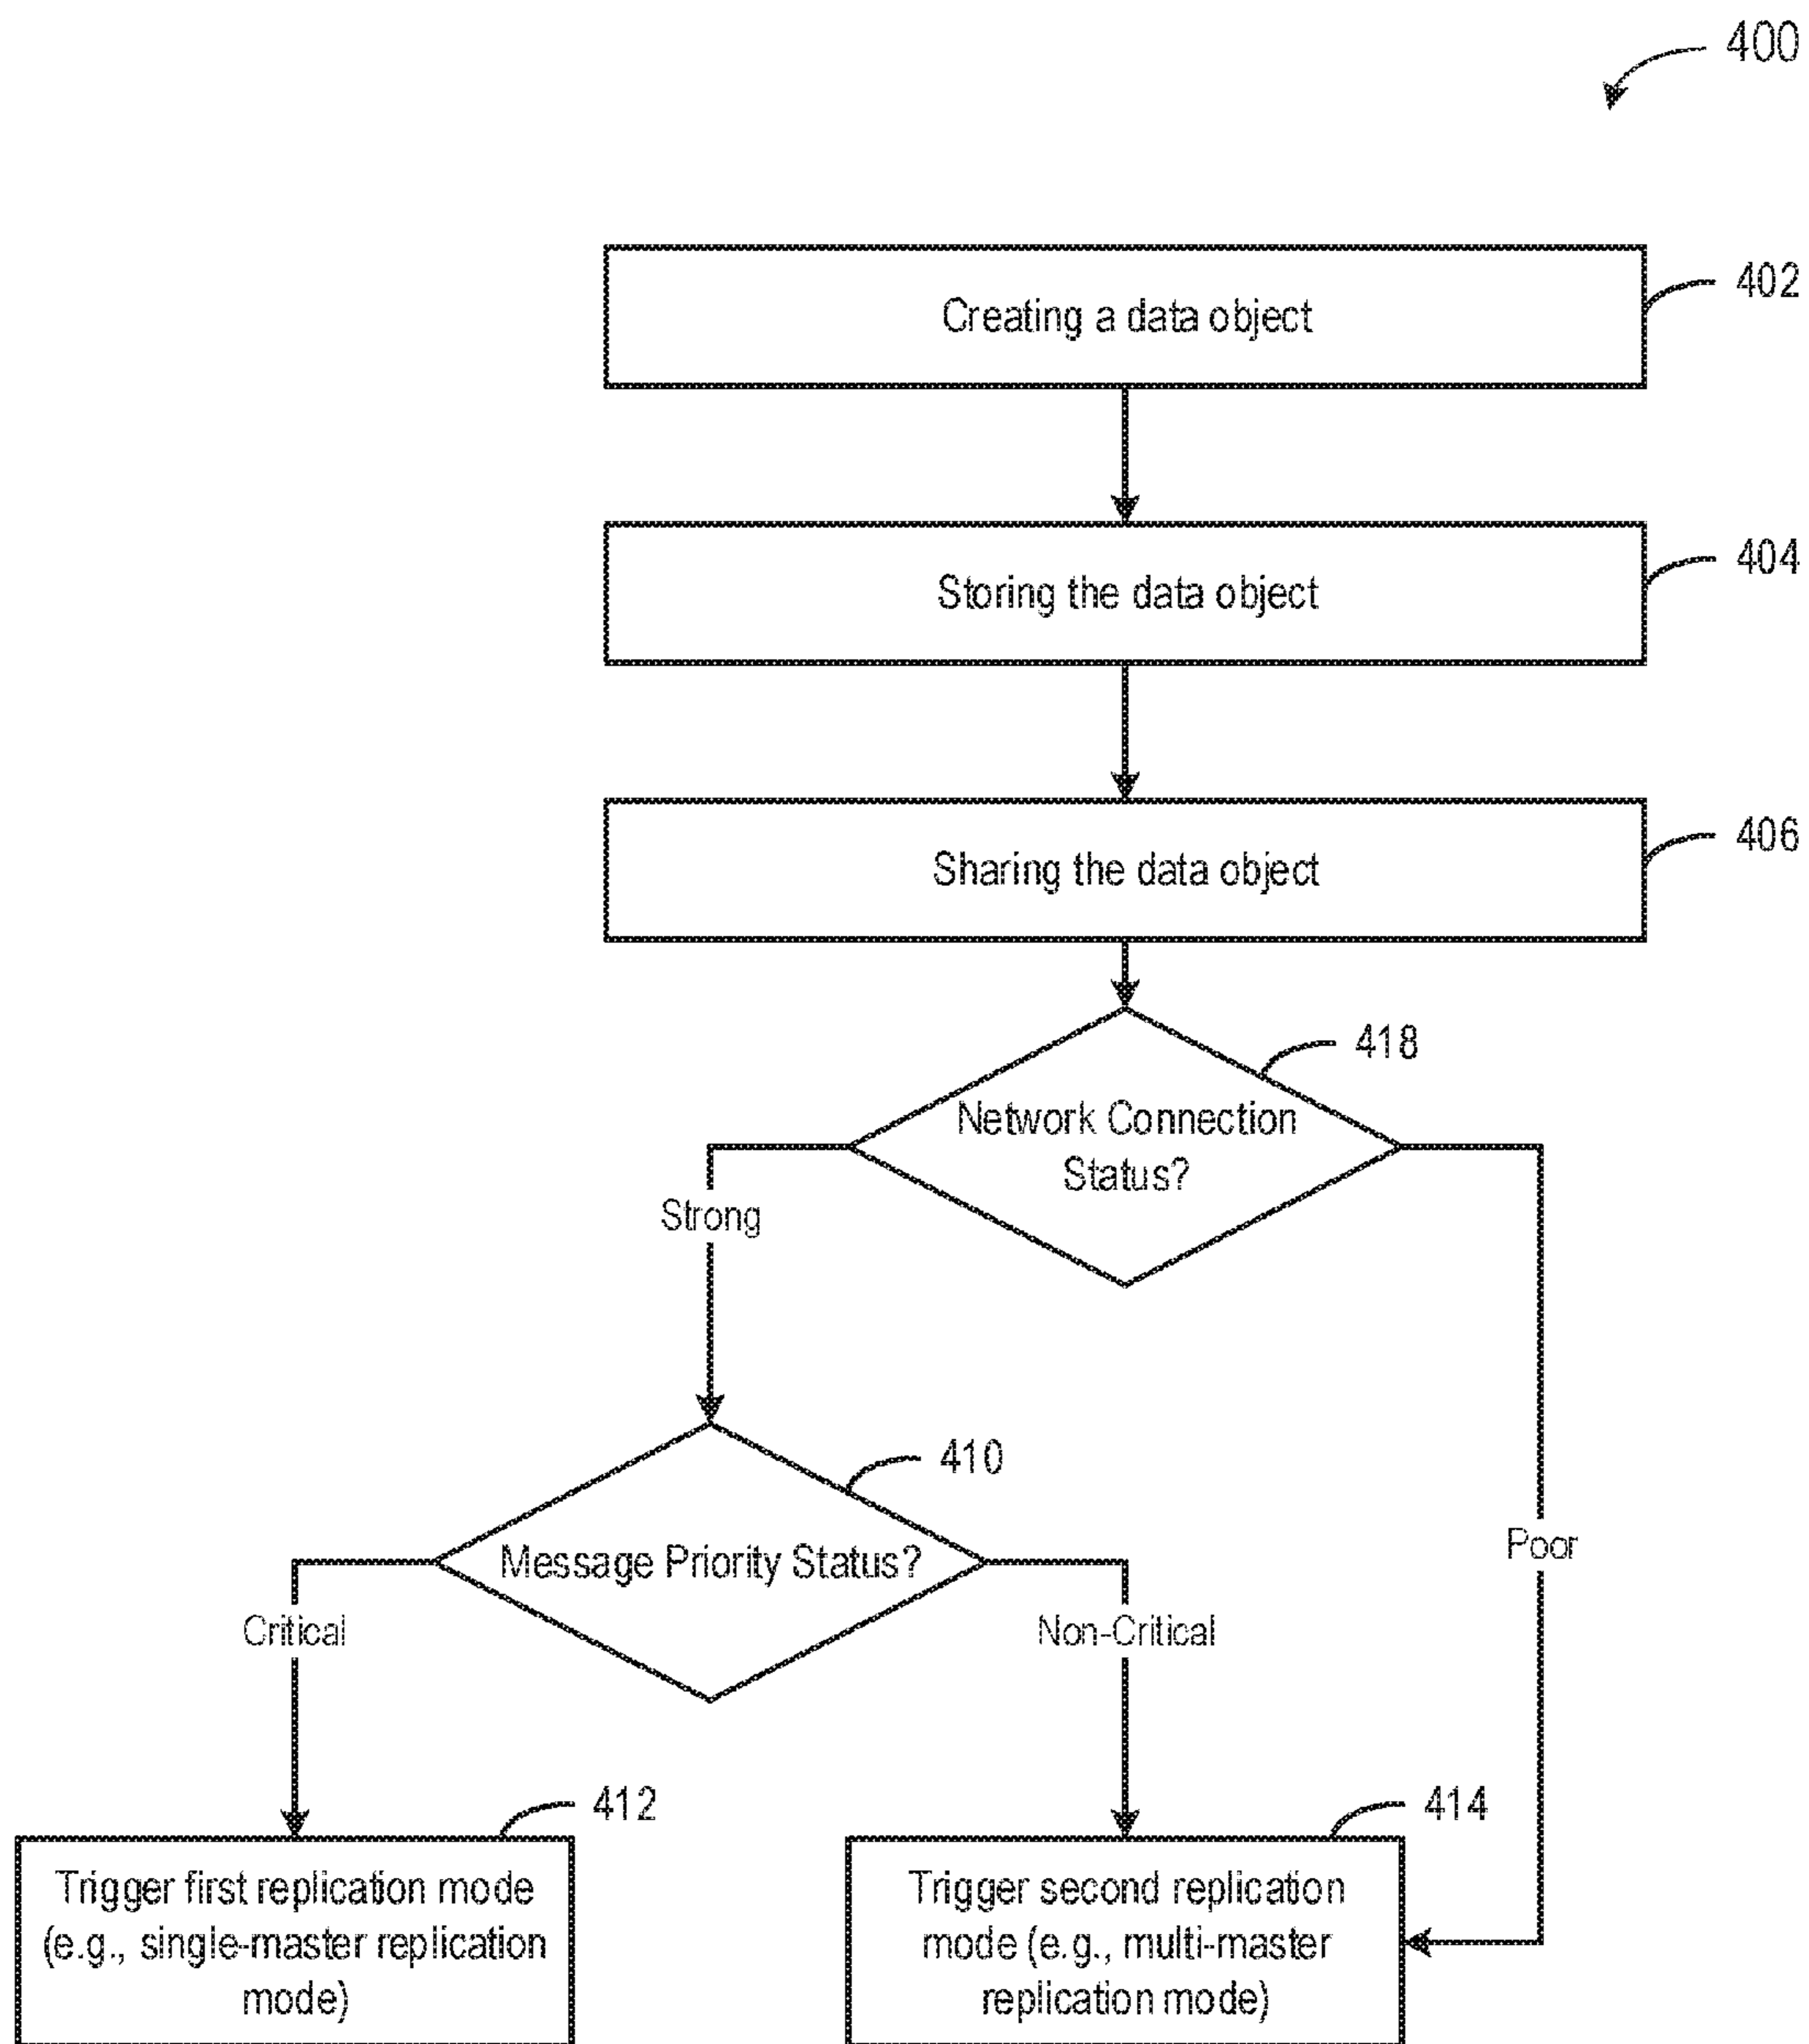 400
Creating a data object
402
Storing the data object
404
Sharing the data object
406
418
Network Connection
Status?
Strong
410
Message Priority Status?
Poor
Critical
Non-Critical
412
414
Trigger first replication mode
(e.g., single-master replication
mode)
Trigger second replication
mode (e.g., multi-master
replication mode)